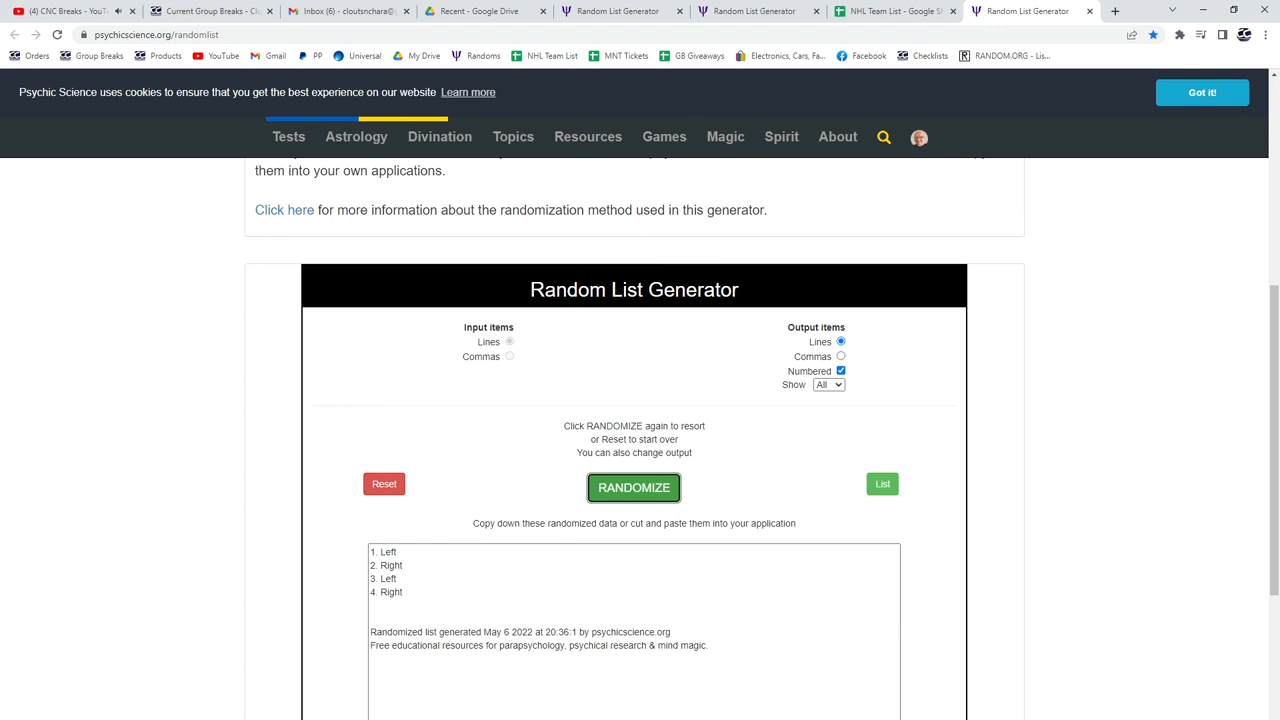 (4) CNC Breaks - YouT
Current Group Breaks - C
Inbox (6) - cloutsnchara@
Recent - Google Drive
Random List Generator
Random List Generator
NHL Team List - Google Sh
Random List Generator
psychicscience.org/randomlist
Orders Group Breaks Products YouTube Gmail PP Universal My Drive Randoms NHL Team List MNT Tickets GB Giveaways Electronics, Cars, Fa... Facebook Checklists RANDOM.ORG - Lis...
Psychic Science uses cookies to ensure that you get the best experience on our website Learn more
Got it!
Tests Astrology Divination Topics Resources Games Magic Spirit About
them into your own applications.
Click here for more information about the randomization method used in this generator.
Random List Generator
Input items Output items
Lines Lines
Commas Commas
Numbered
Show All
Click RANDOMIZE again to resort
or Reset to start over
You can also change output
Reset RANDOMIZE List
Copy down these randomized data or cut and paste them into your application
1. Left
2. Right
3. Left
4. Right
Randomized list generated May 6 2022 at 20:36:1 by psychicscience.org
Free educational resources for parapsychology, psychical research & mind magic.